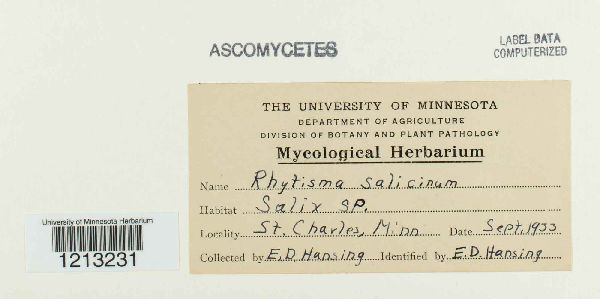 ASCOMYCETES
LABEL DATA
COMPUTERIZED
THE UNIVERSITY OF MINNESOTA
DEPARTMENT OF AGRICULTURE
DIVISION OF BOTANY AND PLANT PATHOLOGY
Mycological Herbarium
Name Rhytisma salicinum
Habitat Salix sp.
Locality St. Charles, Minn Date Sept. 1933
Collected by E.D. Hansing Identified by E.D. Hansing
University of Minnesota Herbarium
1213231